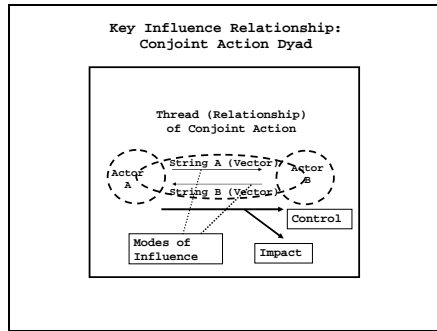 Key Influence Relationship:
Conjoint Action Dyad
Thread (Relationship)
of Conjoint Action
String A (Vector)
Actor
A
Actor
B
String B (Vector)
Control
Modes of
Influence
Impact